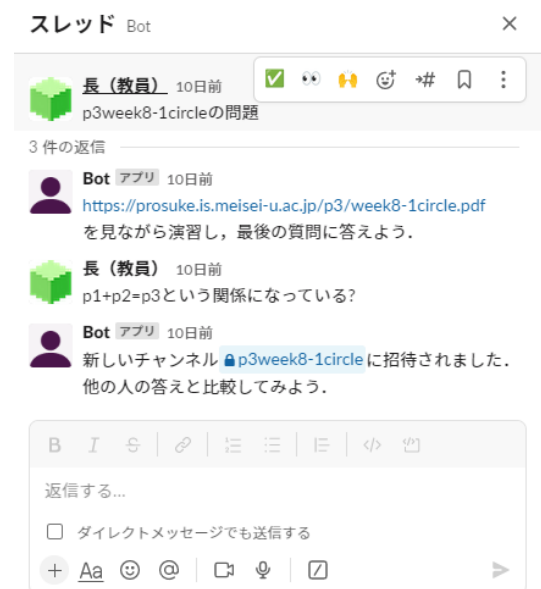 スレッド Bot
長（教員） 10日前
p3week8-1circleの問題
3 件の返信
Bot アプリ 10日前
https://prosuke.is.meisei-u.ac.jp/p3/week8-1circle.pdf
を見ながら演習し，最後の質問に答えよう．
長（教員） 10日前
p1+p2=p3という関係になっている?
Bot アプリ 10日前
新しいチャンネル p3week8-1circle に招待されました．
他の人の答えと比較してみよう．
B I S
返信する...
ダイレクトメッセージでも送信する
+ Aa @